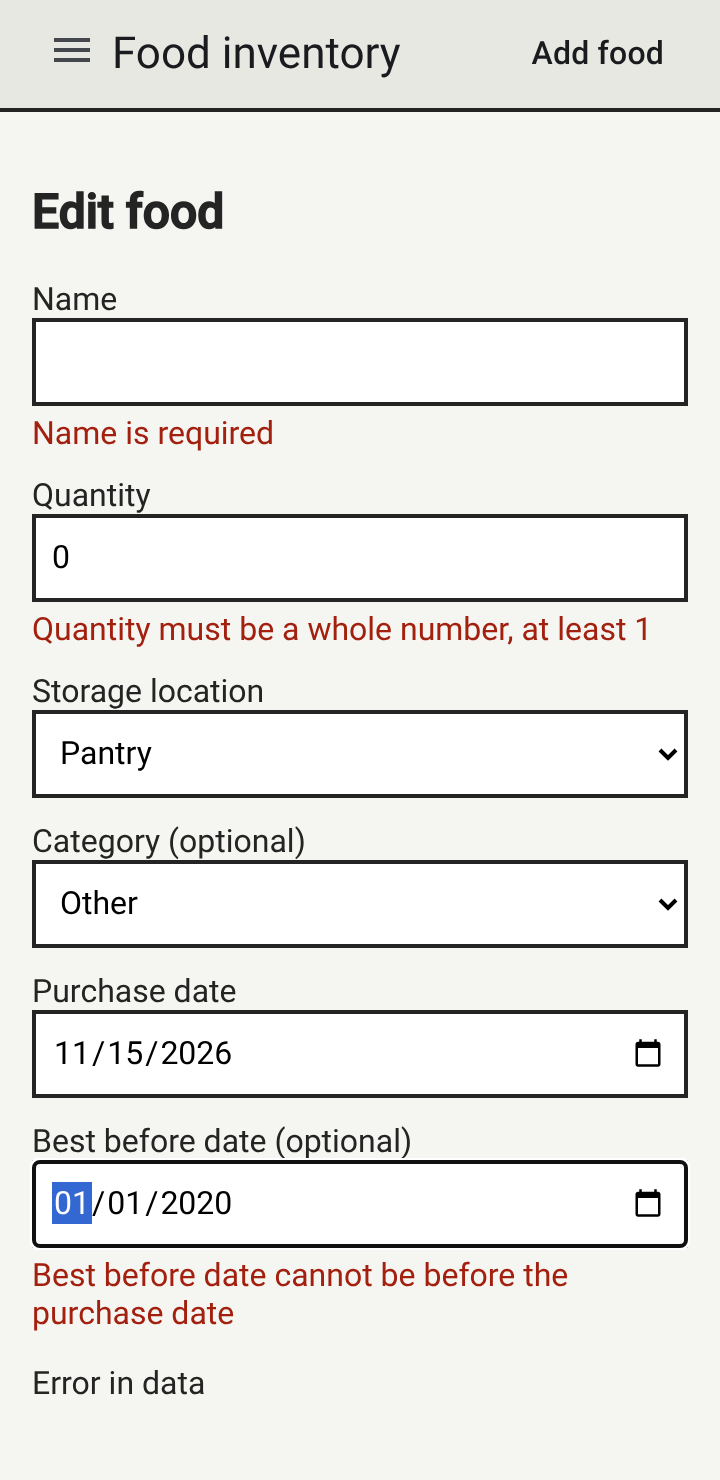 Food inventory
Add food
Edit food
Name
Name is required
Quantity
0
Quantity must be a whole number, at least 1
Storage location
Pantry
Category (optional)
Other
Purchase date
11/15/2026
Best before date (optional)
01/01/2020
Best before date cannot be before the
purchase date
Error in data